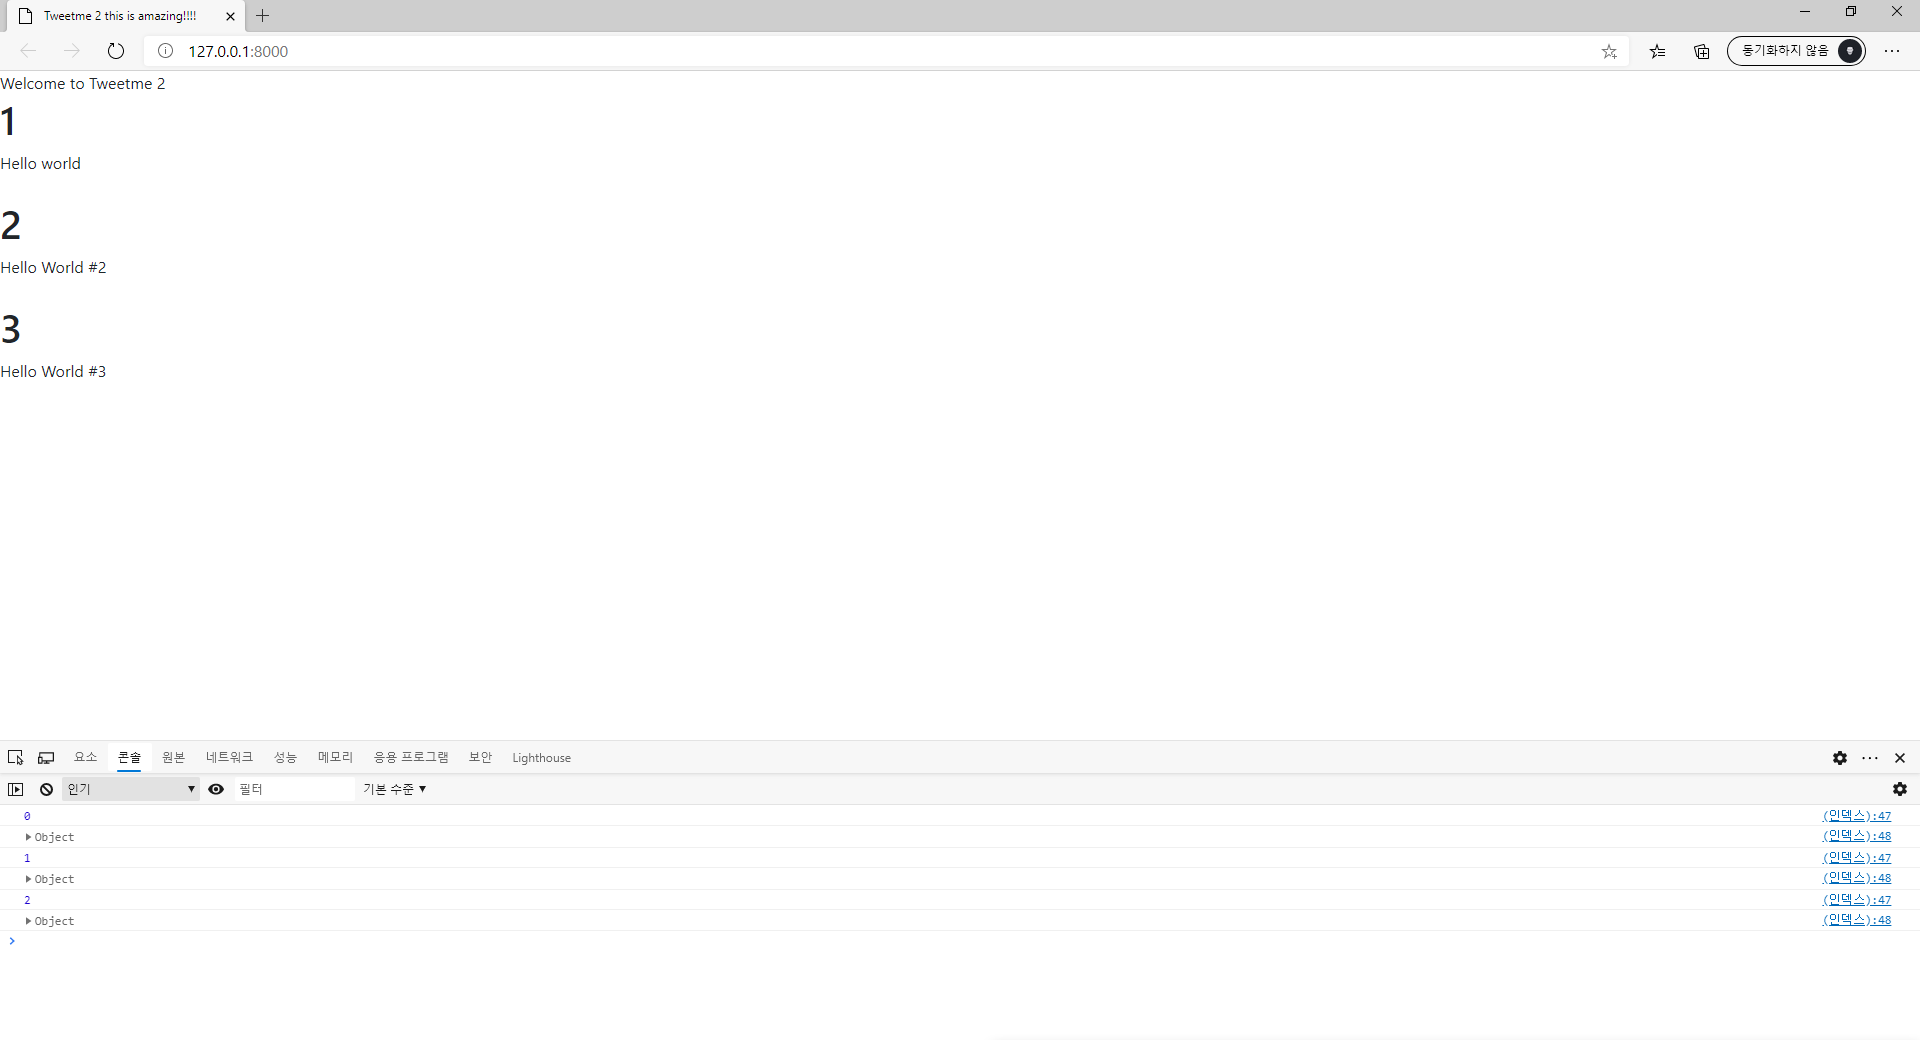 Tweetme 2 this is amazing!!!!
127.0.0.1:8000
동기화하지 않음
Welcome to Tweetme 2
1
Hello world
2
Hello World #2
3
Hello World #3
요소 콘솔 원본 네트워크 성능 메모리 응용 프로그램 보안 Lighthouse
인기 필터 기본 수준
0 (인덱스):47
Object (인덱스):48
1 (인덱스):47
Object (인덱스):48
2 (인덱스):47
Object (인덱스):48